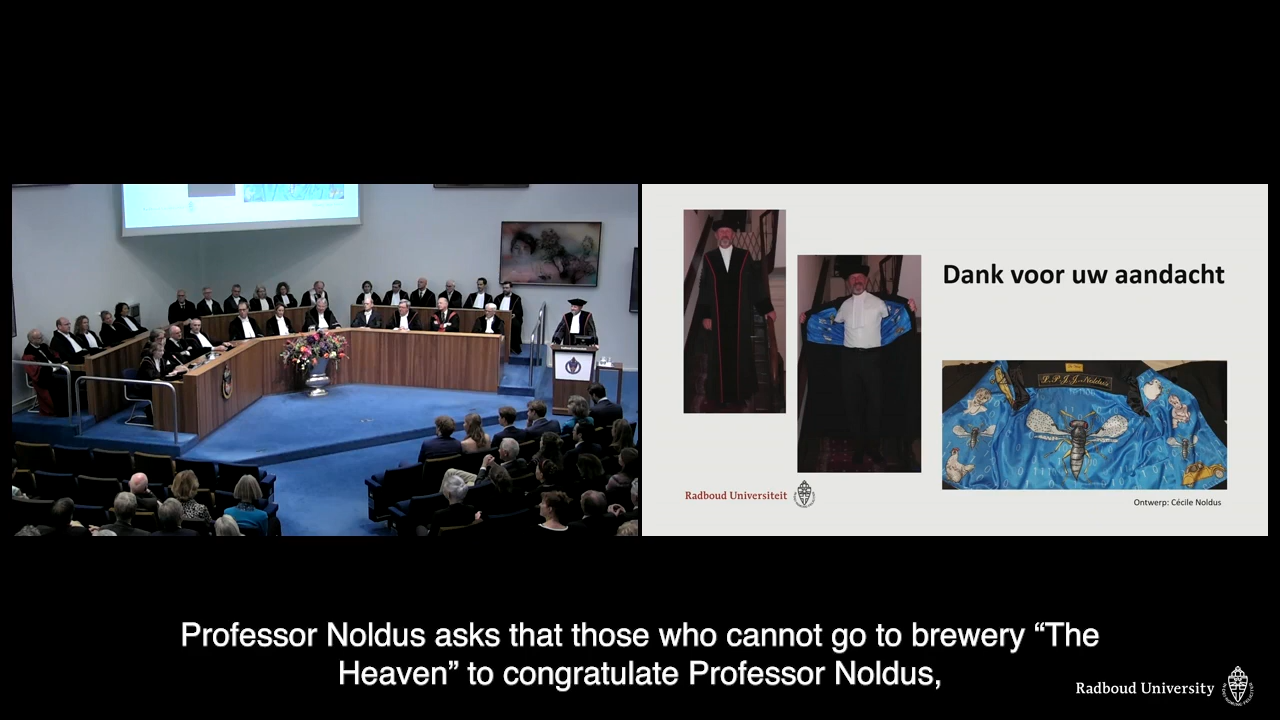 Dank voor uw aandacht
P.P.J.J. Noldus
Radboud Universiteit
Ontwerp: Cécile Noldus
Professor Noldus asks that those who cannot go to brewery “The
Heaven” to congratulate Professor Noldus,
Radboud University